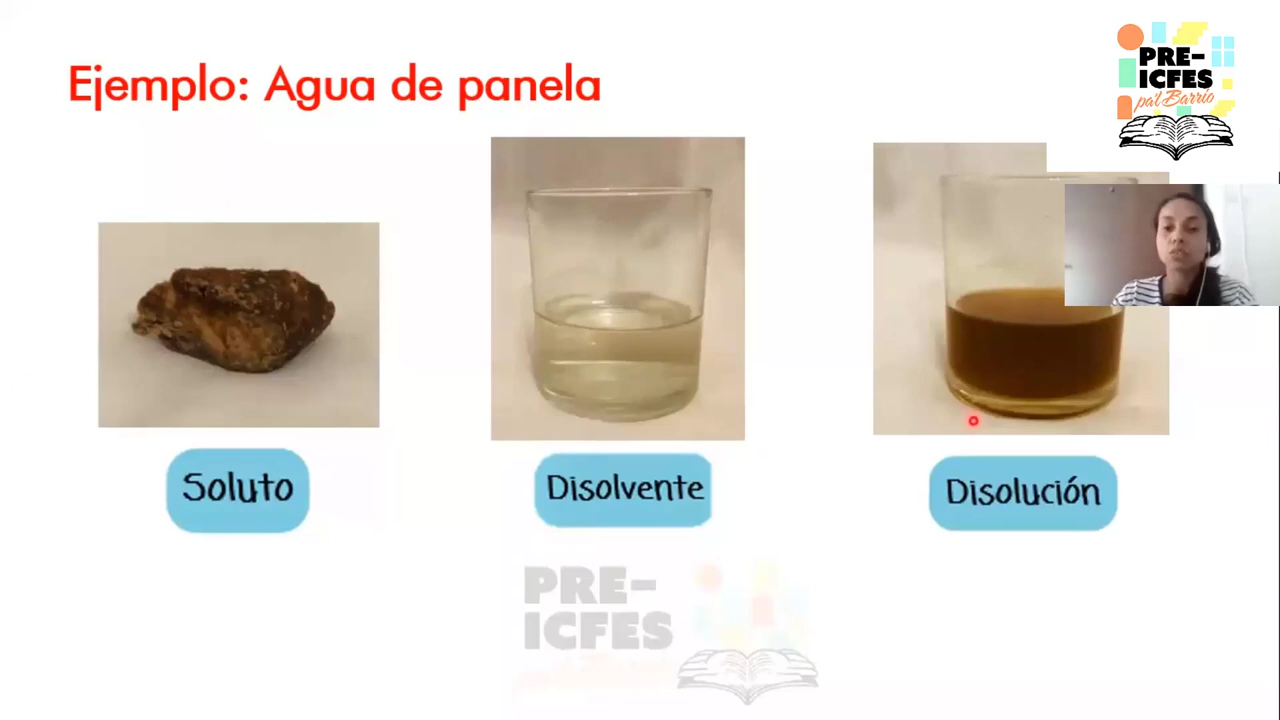 Ejemplo: Agua de panela
PRE-
ICFES
pa'l Barrio
Soluto
Disolvente
Disolución
PRE-
ICFES